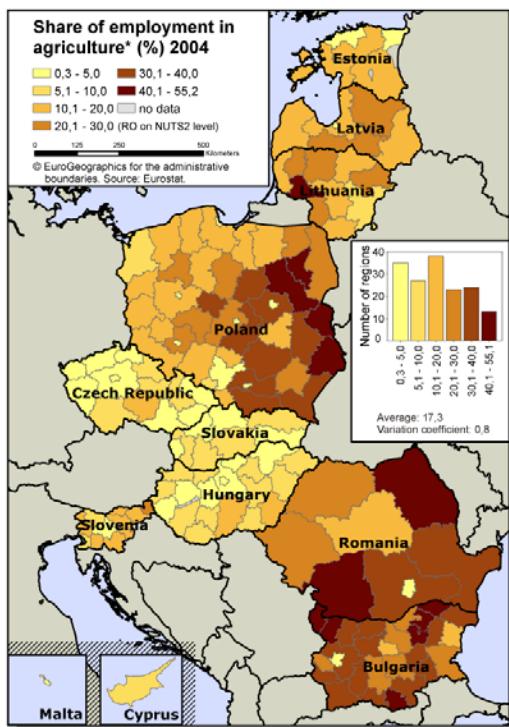 Share of employment in
agriculture* (%) 2004
0,3 - 5,0
5,1 - 10,0
10,1 - 20,0
20,1 - 30,0 (RO on NUTS2 level)
30,1 - 40,0
40,1 - 55,2
no data
0 125 250 500
Kilometers
© EuroGeographics for the administrative
boundaries. Source: Eurostat.
Estonia
Latvia
Lithuania
Poland
Czech Republic
Slovakia
Hungary
Slovenia
Romania
Bulgaria
Malta
Cyprus
Number of regions
40
30
20
10
0
0,3 - 5,0
5,1 - 10,0
10,1 - 20,0
20,1 - 30,0
30,1 - 40,0
40,1 - 55,1
Average: 17,3
Variation coefficient: 0,8